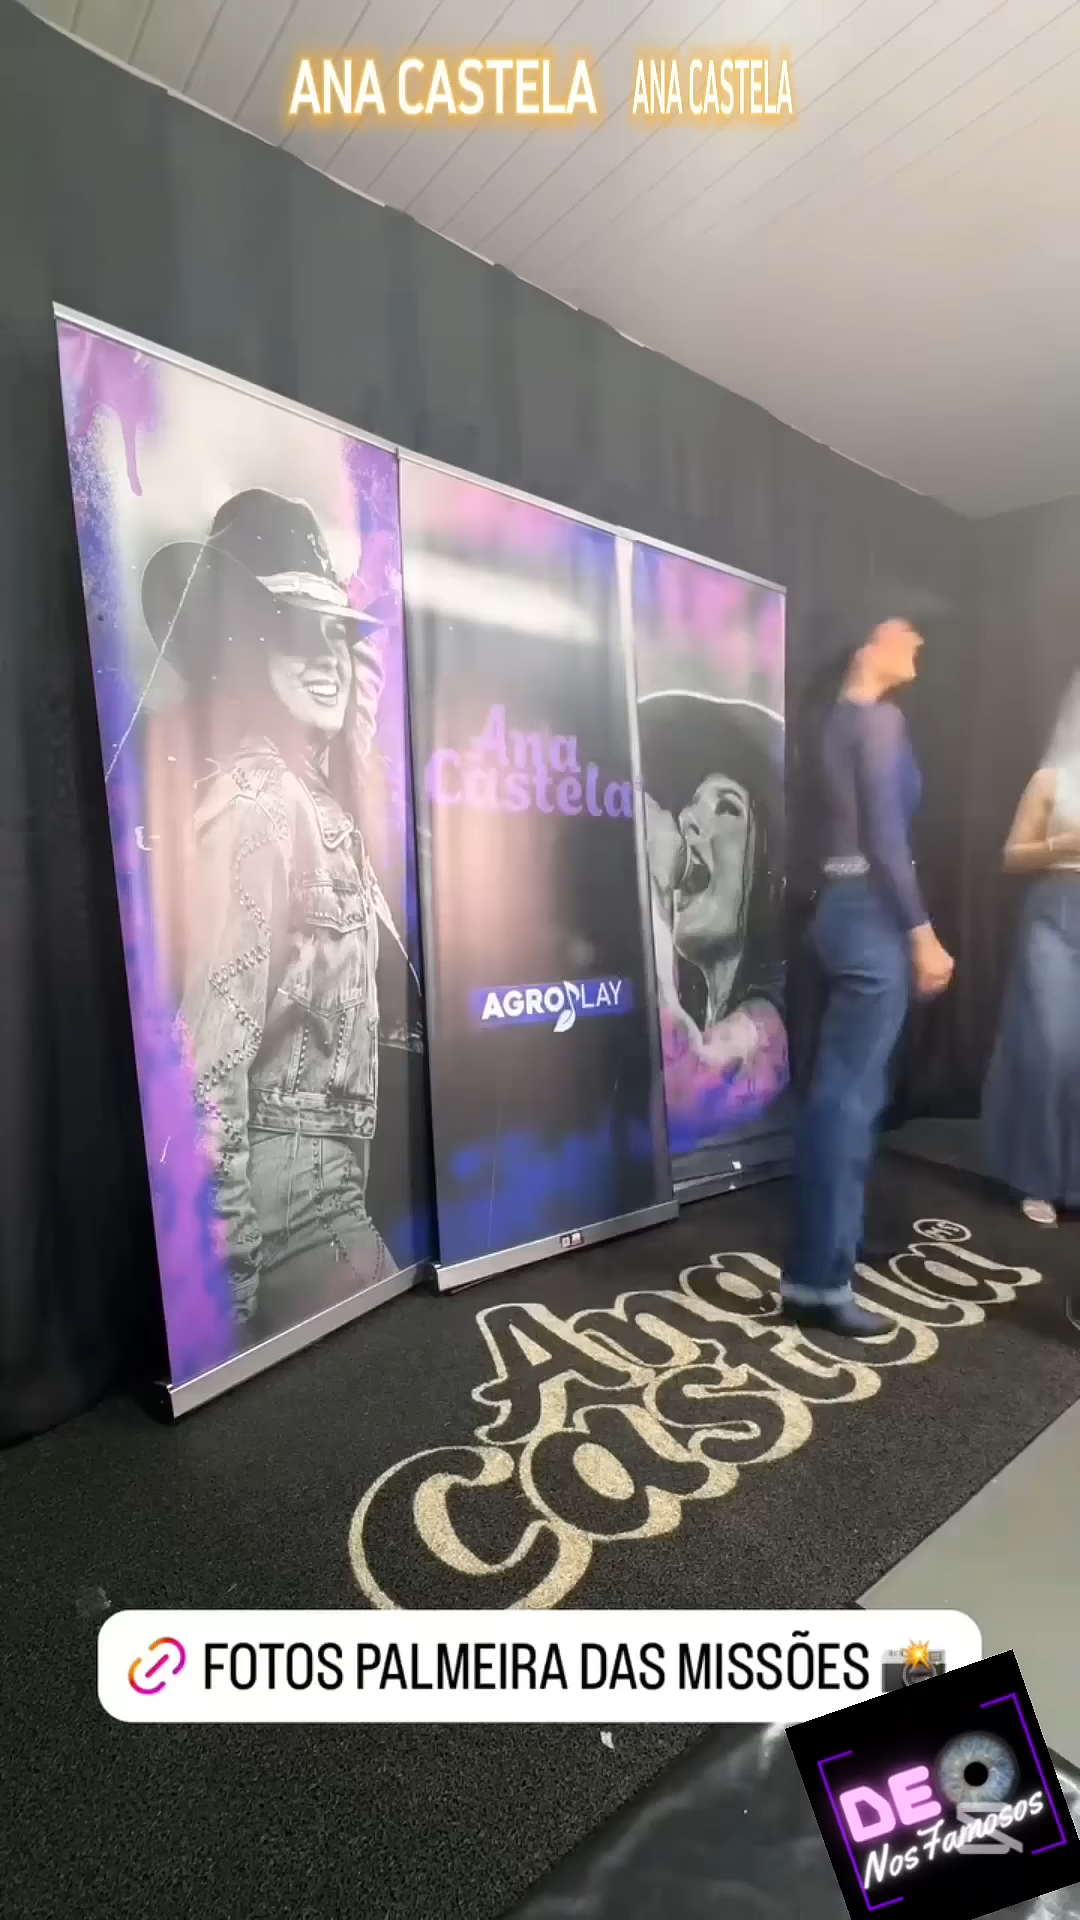 ANA CASTELA ANA CASTELA
Ana
Castela
AGROPLAY
Ana
Castela
FOTOS PALMEIRA DAS MISSÕES
DE
Nos Famosos